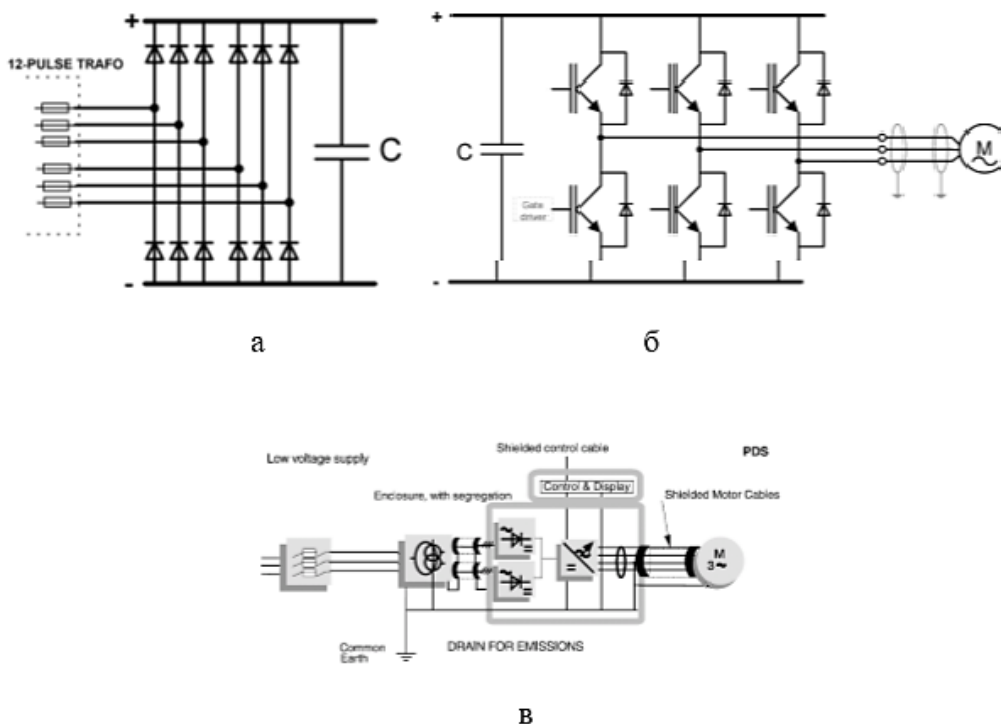 +
12-PULSE TRAFO
C
-
а
+
C
Gate
driver
M
-
б
Low voltage supply
Shielded control cable
PDS
Enclosure, with segregation
Control & Display
Shielded Motor Cables
M
3~
Common
Earth
DRAIN FOR EMISSIONS
в